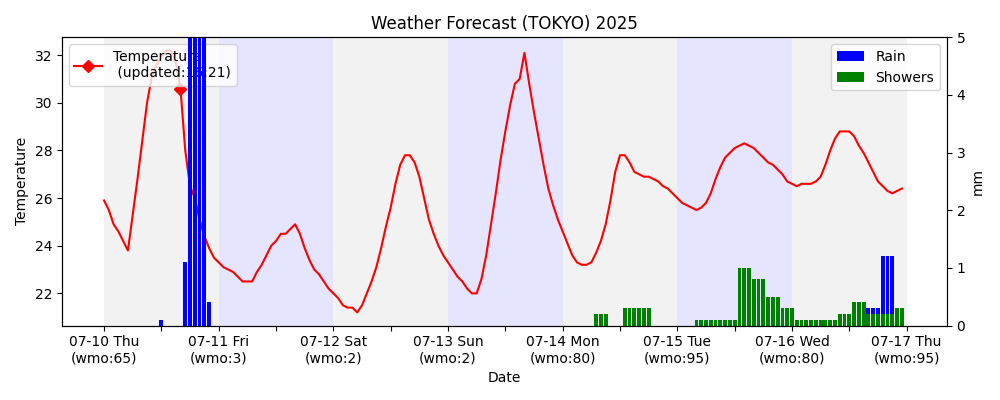 Weather Forecast (TOKYO) 2025
Temperature
(updated:15:21)
Rain
Showers
32
30
28
26
24
22
5
4
3
2
1
0
Temperature
mm
07-10 Thu
(wmo:65)
07-11 Fri
(wmo:3)
07-12 Sat
(wmo:2)
07-13 Sun
(wmo:2)
07-14 Mon
(wmo:80)
07-15 Tue
(wmo:95)
07-16 Wed
(wmo:80)
07-17 Thu
(wmo:95)
Date